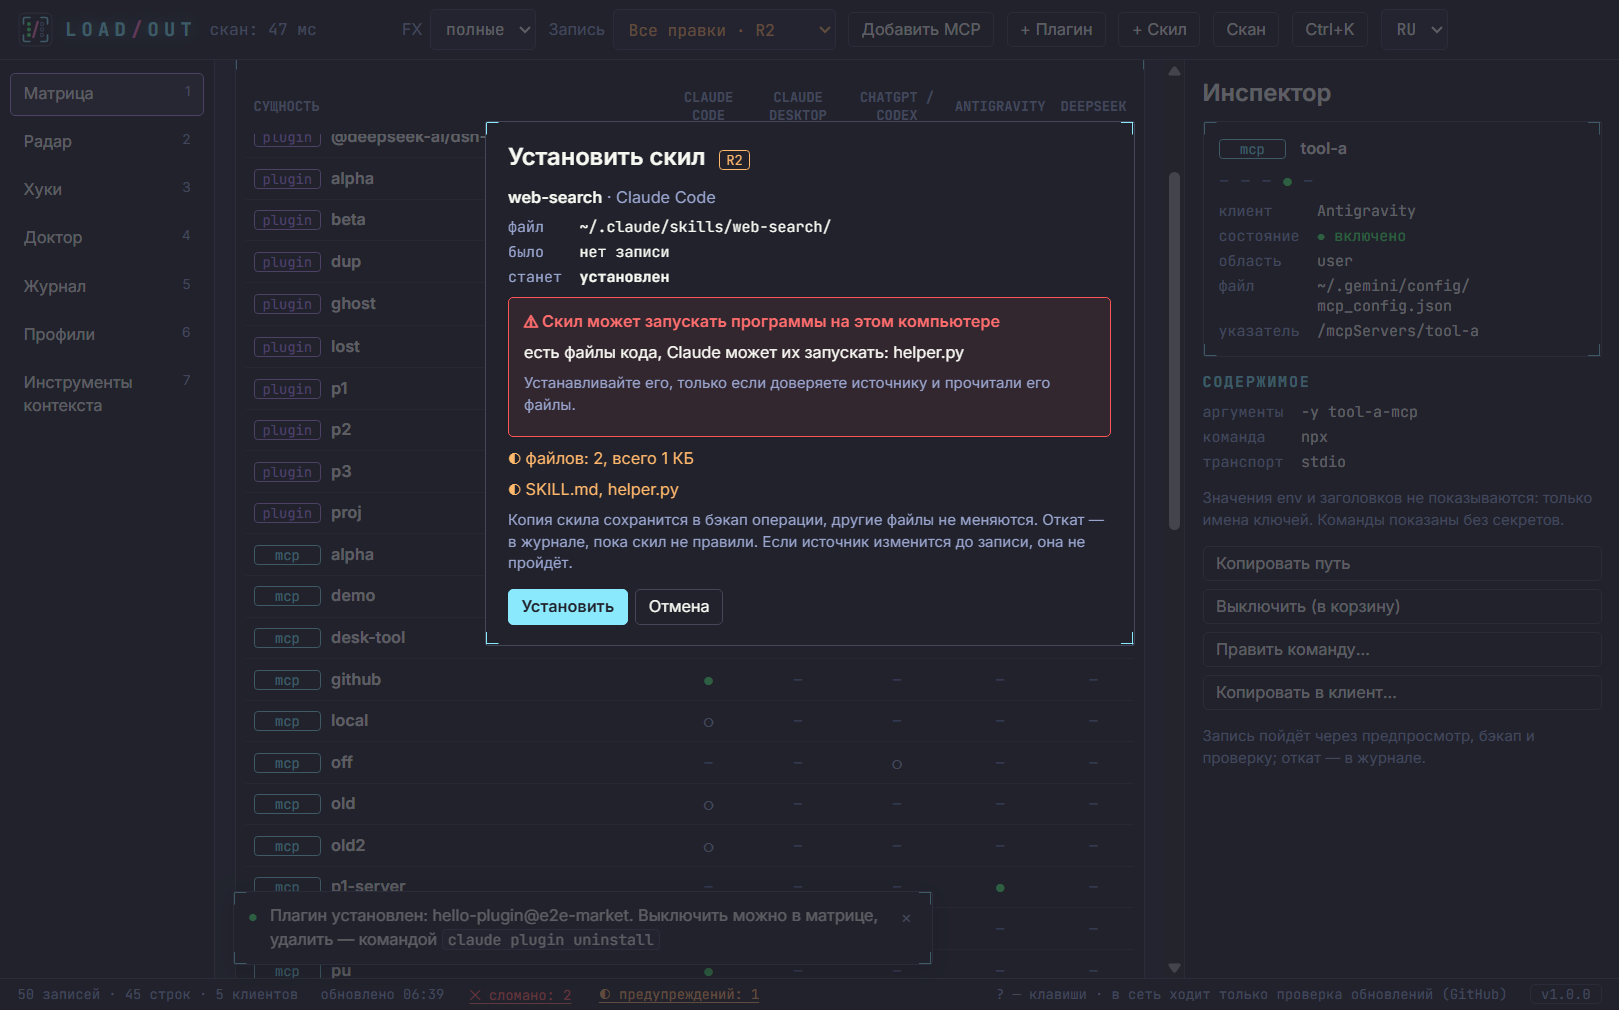 LOAD/OUT скан: 47 мс FX полные Запись Все правки · R2 Добавить MCP + Плагин + Скил Скан Ctrl+K RU
Матрица 1
Радар 2
Хуки 3
Доктор 4
Журнал 5
Профили 6
Инструменты контекста 7
СУЩНОСТЬ CLAUDE CODE CLAUDE DESKTOP CHATGPT / CODEX ANTIGRAVITY DEEPSEEK
plugin @deepseek-ai/dsh-
plugin alpha
plugin beta
plugin dup
plugin ghost
plugin lost
plugin p1
plugin p2
plugin p3
plugin proj
mcp alpha
mcp demo
mcp desk-tool
mcp github ● — — — —
mcp local ○ — — — —
mcp off — — ○ — —
mcp old ○ — — — —
mcp old2 ○ — — — —
mcp p1-server — — — ● —
mcp pu ● — — — —
Установить скил R2
web-search · Claude Code
файл ~/.claude/skills/web-search/
было нет записи
станет установлен
⚠ Скил может запускать программы на этом компьютере
есть файлы кода, Claude может их запускать: helper.py
Устанавливайте его, только если доверяете источнику и прочитали его
файлы.
◐ файлов: 2, всего 1 КБ
◐ SKILL.md, helper.py
Копия скила сохранится в бэкап операции, другие файлы не меняются. Откат —
в журнале, пока скил не правили. Если источник изменится до записи, она не
пройдёт.
Установить Отмена
● Плагин установлен: hello-plugin@e2e-market. Выключить можно в матрице, ×
удалить — командой claude plugin uninstall
Инспектор
mcp tool-a
— — — ● —
клиент Antigravity
состояние ● включено
область user
файл ~/.gemini/config/
mcp_config.json
указатель /mcpServers/tool-a
СОДЕРЖИМОЕ
аргументы -y tool-a-mcp
команда npx
транспорт stdio
Значения env и заголовков не показываются: только
имена ключей. Команды показаны без секретов.
Копировать путь
Выключить (в корзину)
Править команду...
Копировать в клиент...
Запись пойдёт через предпросмотр, бэкап и
проверку; откат — в журнале.
50 записей · 45 строк · 5 клиентов обновлено 06:39 × сломано: 2 ◐ предупреждений: 1 ? — клавиши · в сеть ходит только проверка обновлений (GitHub) v1.0.0